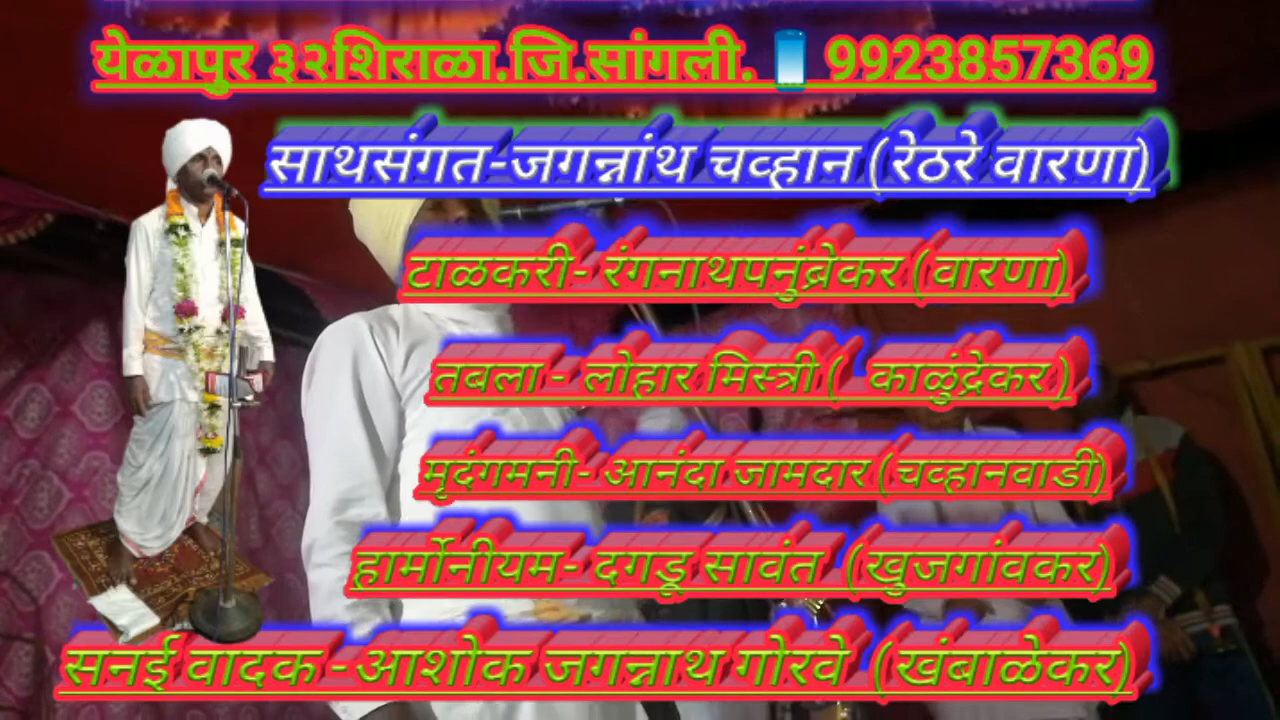 येळापुर ३२शिराळा.जि.सांगली. 9923857369
साथसंगत-जगन्नांथ चव्हान (रेठरे वारणा)
टाळकरी- रंगनाथपनुंब्रेकर (वारणा)
तबला - लोहार मिस्त्री ( काळुंद्रेकर )
मृदंगमनी- आनंदा जामदार (चव्हानवाडी)
हार्मोनीयम- दगडू सावंत (खुजगांवकर)
सनई वादक - आशोक जगन्नाथ गोरवे (खंबाळेकर)